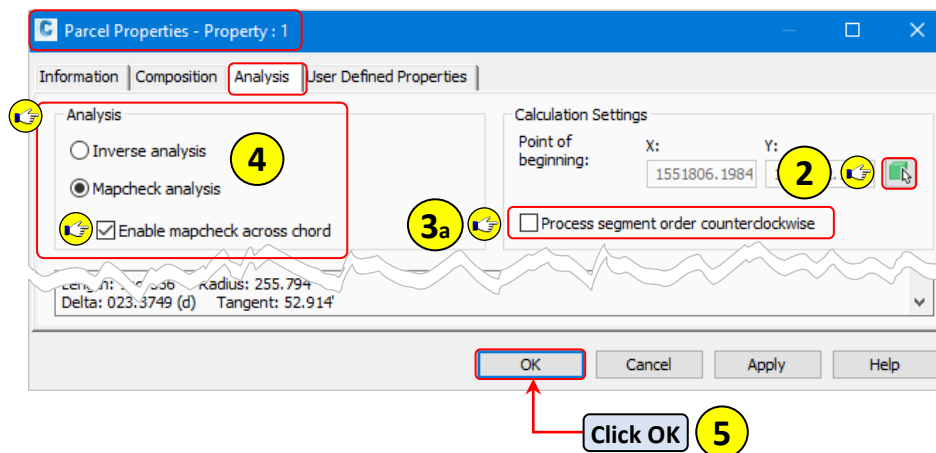 C Parcel Properties - Property : 1
Information Composition Analysis User Defined Properties
Analysis
Inverse analysis
Mapcheck analysis
Enable mapcheck across chord
4
Calculation Settings
Point of beginning:
X: Y:
1551806.1984
2
3a
Process segment order counterclockwise
Radius: 255.794
Delta: 023.3749 (d) Tangent: 52.914'
OK Cancel Apply Help
Click OK 5